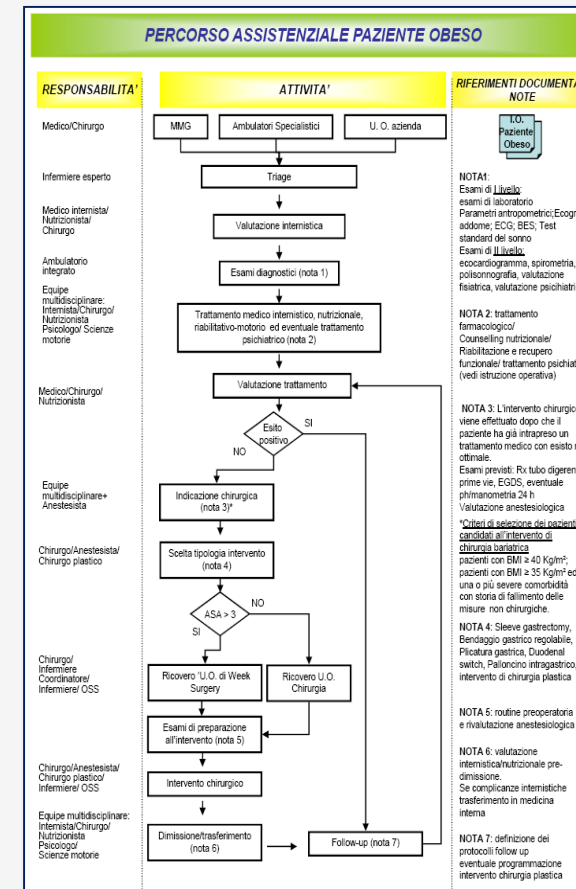 PERCORSO ASSISTENZIALE PAZIENTE OBESO
RESPONSABILITA'
ATTIVITA'
RIFERIMENTI DOCUMENTA
NOTE
Medico/Chirurgo
Infermiere esperto
Medico internista/
Nutrizionista/
Chirurgo
Ambulatorio
integrato
Equipe
multidisciplinare:
Internista/Chirurgo/
Nutrizionista
Psicologo/ Scienze
motorie
Medico/Chirurgo/
Nutrizionista
Equipe
multidisciplinare+
Anestesista
Chirurgo/Anestesista/
Chirurgo plastico
Chirurgo/
Infermiere
Coordinatore/
Infermiere/ OSS
Chirurgo/Anestesista/
Chirurgo plastico/
Infermiere/ OSS
Equipe multidisciplinare:
Internista/Chirurgo/
Nutrizionista
Psicologo/
Scienze motorie
MMG
Ambulatori Specialistici
U. O. azienda
Triage
Valutazione internistica
Esami diagnostici (nota 1)
Trattamento medico internistico, nutrizionale,
riabilitativo-motorio ed eventuale trattamento
psichiatrico (nota 2)
Valutazione trattamento
Esito
positivo
SI
NO
Indicazione chirurgica
(nota 3)*
Scelta tipologia intervento
(nota 4)
ASA > 3
NO
SI
Ricovero 'U.O. di Week
Surgery
Ricovero U.O.
Chirurgia
Esami di preparazione
all'intervento (nota 5)
Intervento chirurgico
Dimissione/trasferimento
(nota 6)
Follow-up (nota 7)
I.O.
Paziente
Obeso
NOTA1:
Esami di I livello:
esami di laboratorio
Parametri antropometrici;Ecogr
addome; ECG; BES; Test
standard del sonno
Esami di II livello:
ecocardiogramma, spirometria,
polisonnografia, valutazione
fisiatrica, valutazione psicihiatri
NOTA 2: trattamento
farmacologico/
Counselling nutrizionale/
Riabilitazione e recupero
funzionale/ trattamento psichiat
(vedi istruzione operativa)
NOTA 3: L'intervento chirurgico
viene effettuato dopo che il
paziente ha già intrapreso un
trattamento medico con esisto n
ottimale.
Esami previsti: Rx tubo digeren
prime vie, EGDS, eventuale
ph/manometria 24 h
Valutazione anestesiologica
*Criteri di selezione dei pazienti
candidati all'intervento di
chirurgia bariatrica
pazienti con BMI ≥ 40 Kg/m²;
pazienti con BMI ≥ 35 Kg/m² ed
una o più severe comorbidità
con storia di fallimento delle
misure non chirurgiche.
NOTA 4: Sleeve gastrectomy,
Bendaggio gastrico regolabile,
Plicatura gastrica, Duodenal
switch, Palloncino intragastrico,
intervento di chirurgia plastica
NOTA 5: routine preoperatoria
e rivalutazione anestesiologica
NOTA 6: valutazione
internistica/nutrizionale pre-
dimissione.
Se complicanze internistiche
trasferimento in medicina
interna
NOTA 7: definizione dei
protocolli follow up
eventuale programmazione
intervento chirurgia plastica